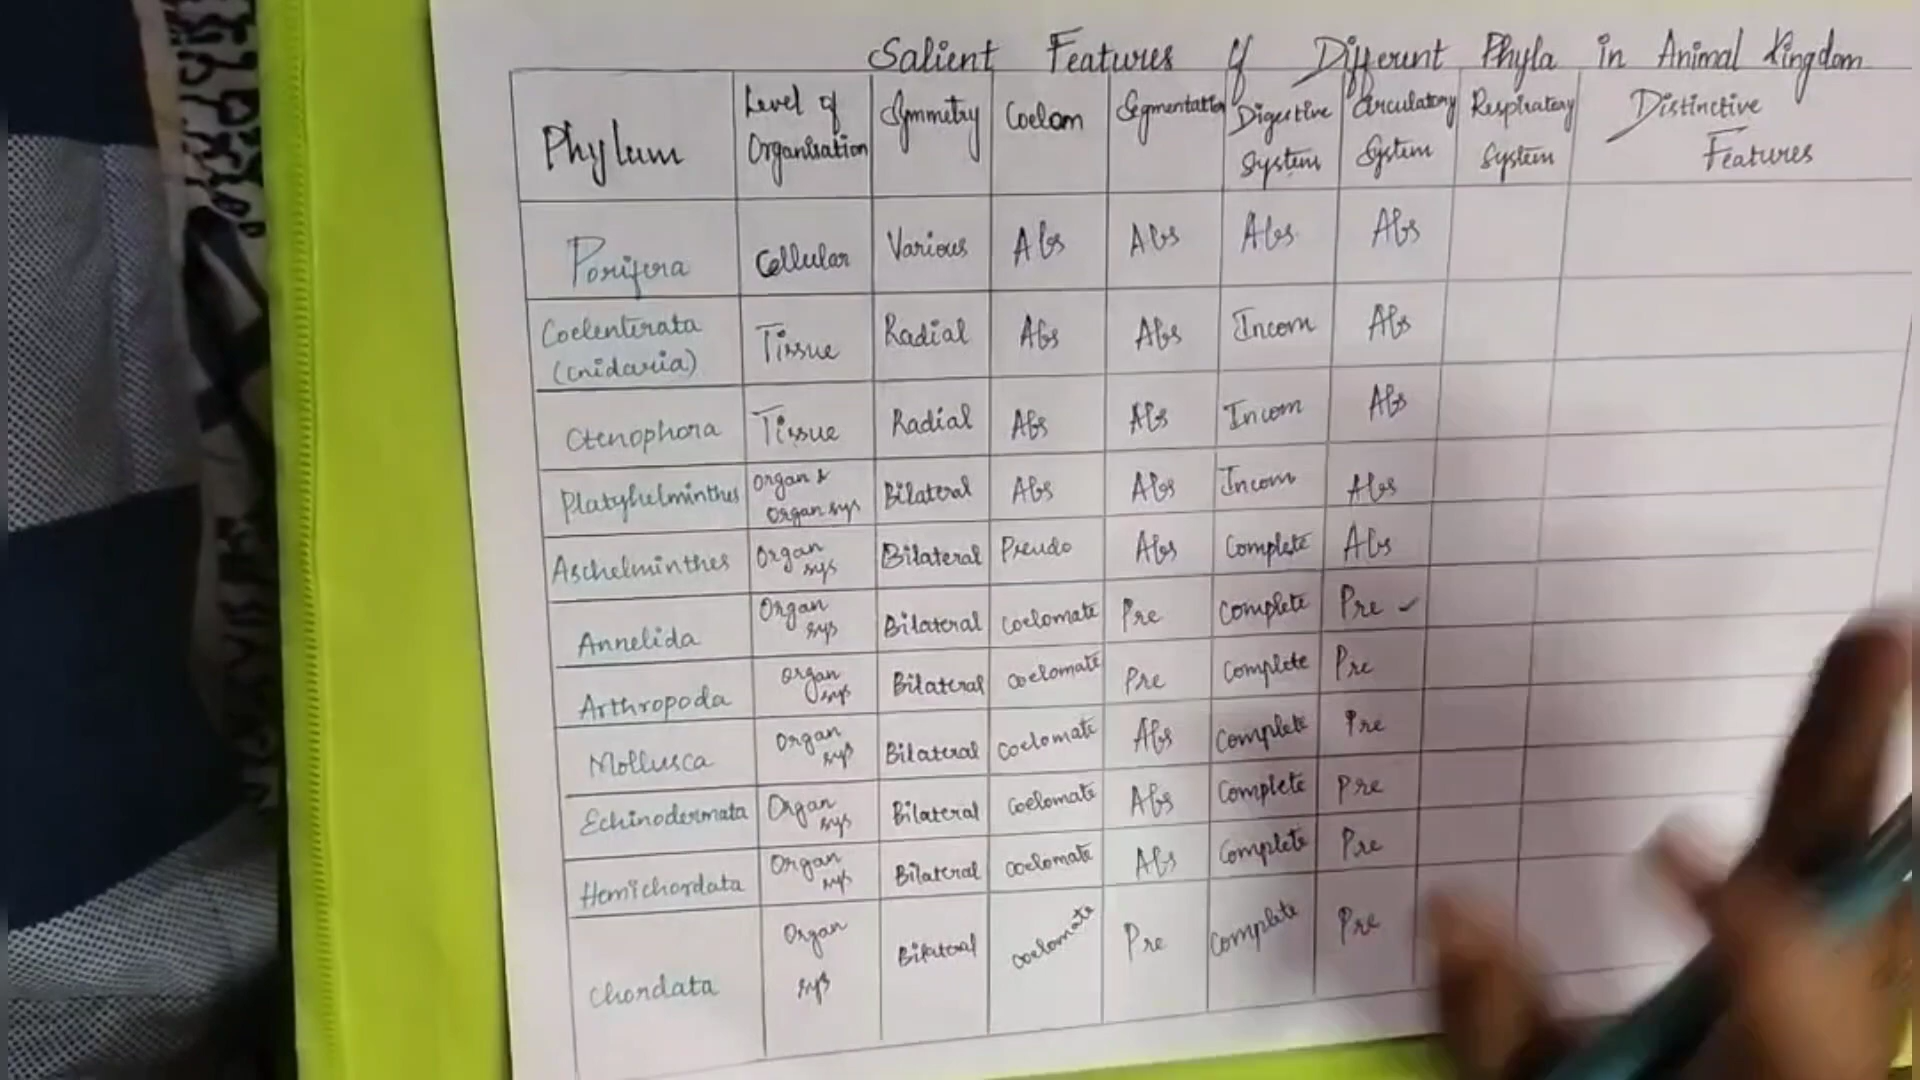 Salient Features of Different Phyla in Animal Kingdom
Phylum Level of Organisation Symmetry Coelom Segmentation Digestive System Circulatory System Respiratory System Distinctive Features
Porifera Cellular Various Abs Abs Abs Abs
Coelenterata (cnidaria) Tissue Radial Abs Abs Incom Abs
Ctenophora Tissue Radial Abs Abs Incom Abs
Platyhelminthes Organ & Organ sys Bilateral Abs Abs Incom Abs
Aschelminthes Organ sys Bilateral Pseudo Abs Complete Abs
Annelida Organ sys Bilateral Coelomate Pre Complete Pre
Arthropoda Organ sys Bilateral Coelomate Pre Complete Pre
Mollusca Organ sys Bilateral Coelomate Abs Complete Pre
Echinodermata Organ sys Bilateral Coelomate Abs Complete Pre
Hemichordata Organ sys Bilateral Coelomate Abs Complete Pre
Chordata Organ sys Bilateral Coelomate Pre Complete Pre